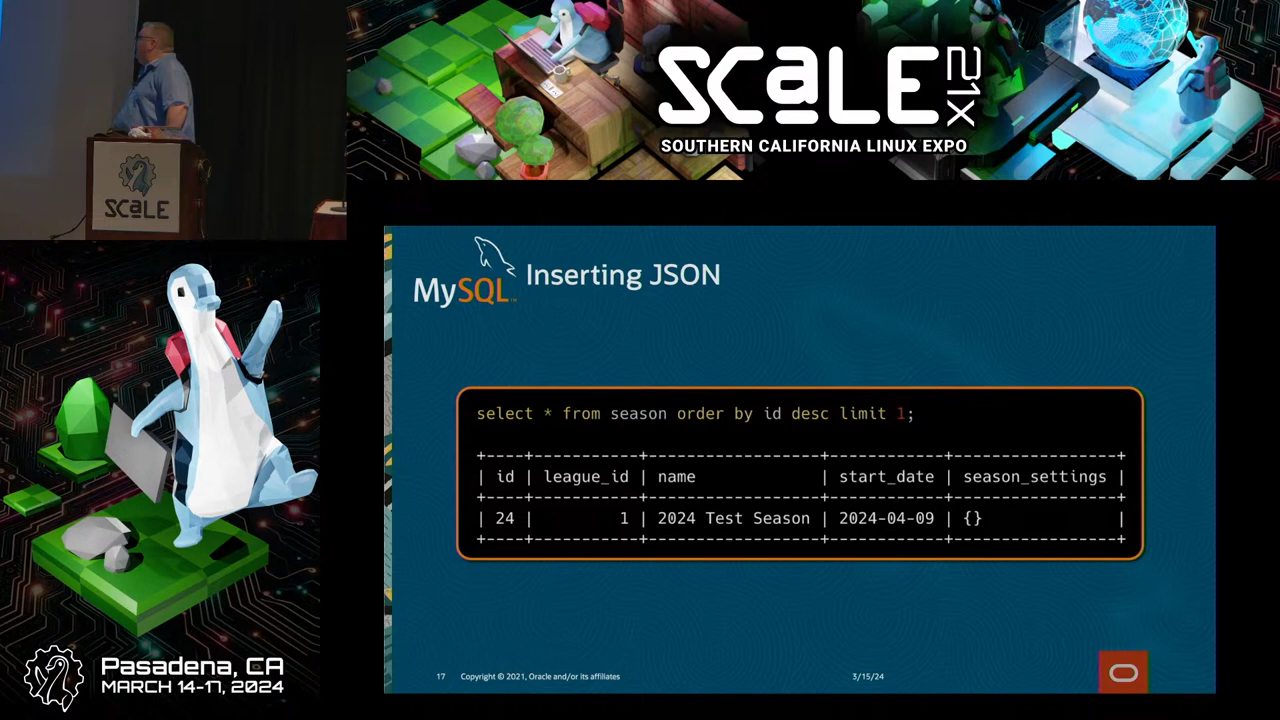 SCaLE
SCaLE 21x
SOUTHERN CALIFORNIA LINUX EXPO
MySQL™ Inserting JSON
select * from season order by id desc limit 1;
+----+-----------+------------------+------------+-----------------+
| id | league_id | name | start_date | season_settings |
+----+-----------+------------------+------------+-----------------+
| 24 | 1 | 2024 Test Season | 2024-04-09 | {} |
+----+-----------+------------------+------------+-----------------+
17 Copyright © 2021, Oracle and/or its affiliates 3/15/24
Pasadena, CA
MARCH 14-17, 2024